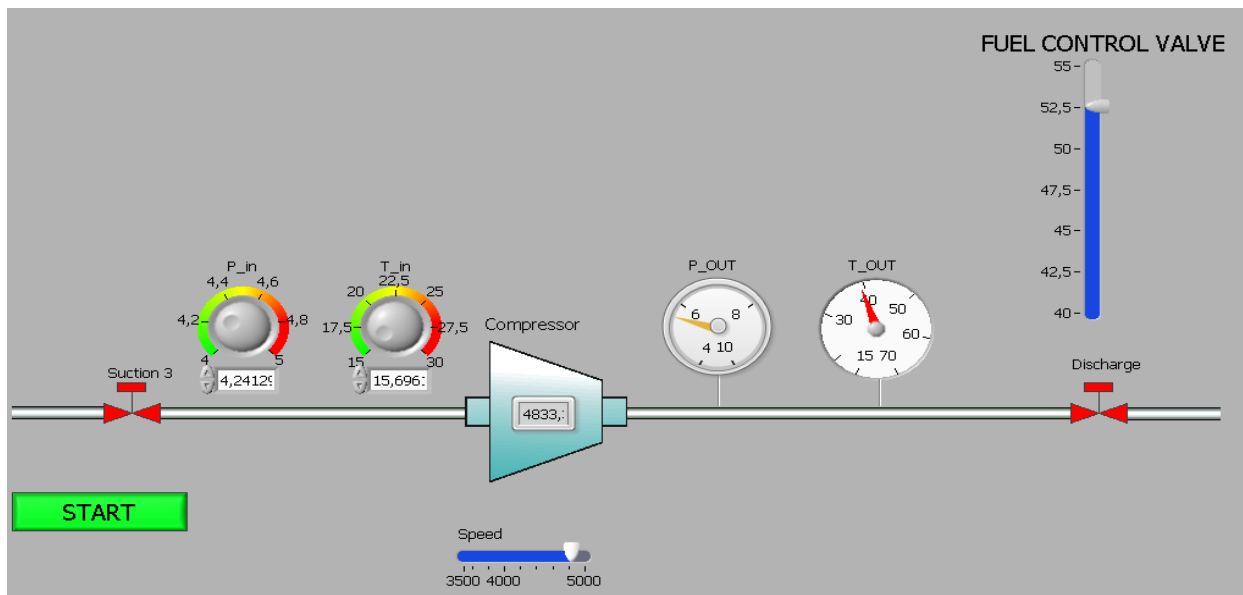 FUEL CONTROL VALVE
55
52,5
50
47,5
45
42,5
40
P_in
4,4 4,6
4,2 4,8
4 5
4,24129
T_in
22,5
20 25
17,5 27,5
15 30
Compressor
4833,
P_OUT
6 8
4 10
T_OUT
40 50
30 60
15 70
Suction 3
Discharge
START
Speed
3500 4000 5000